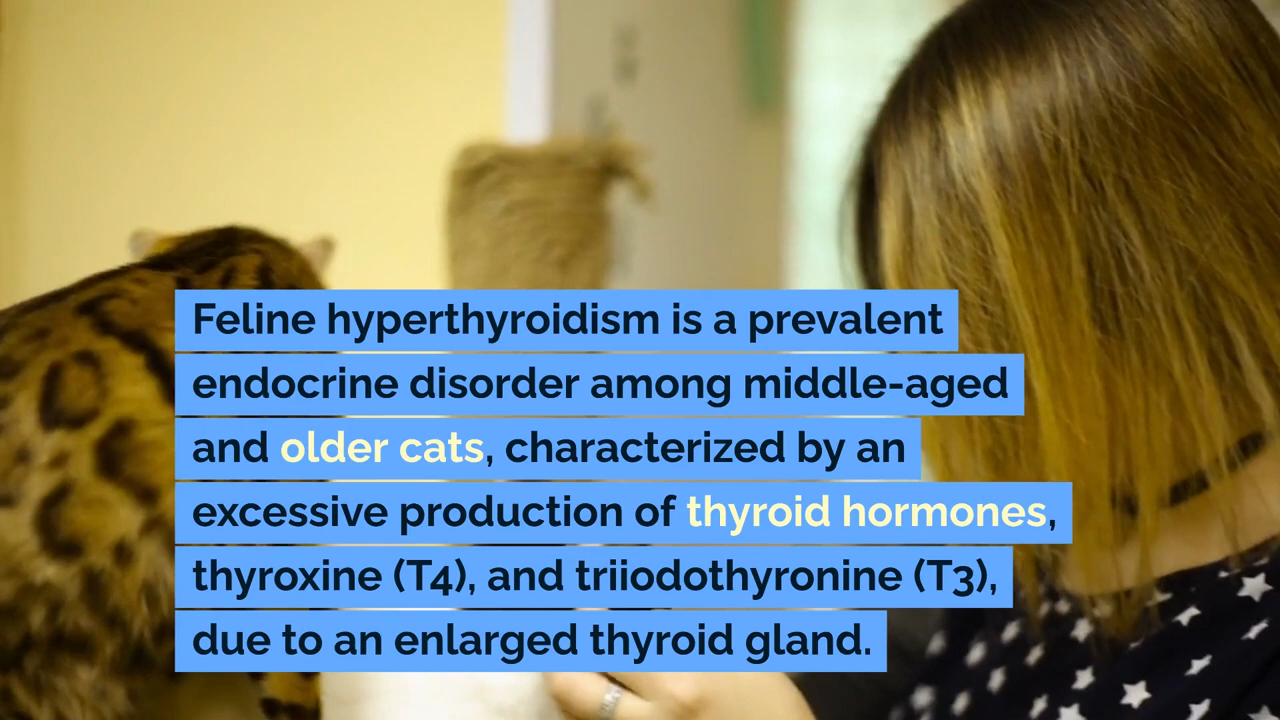 Feline hyperthyroidism is a prevalent
endocrine disorder among middle-aged
and older cats, characterized by an
excessive production of thyroid hormones,
thyroxine (T4), and triiodothyronine (T3),
due to an enlarged thyroid gland.